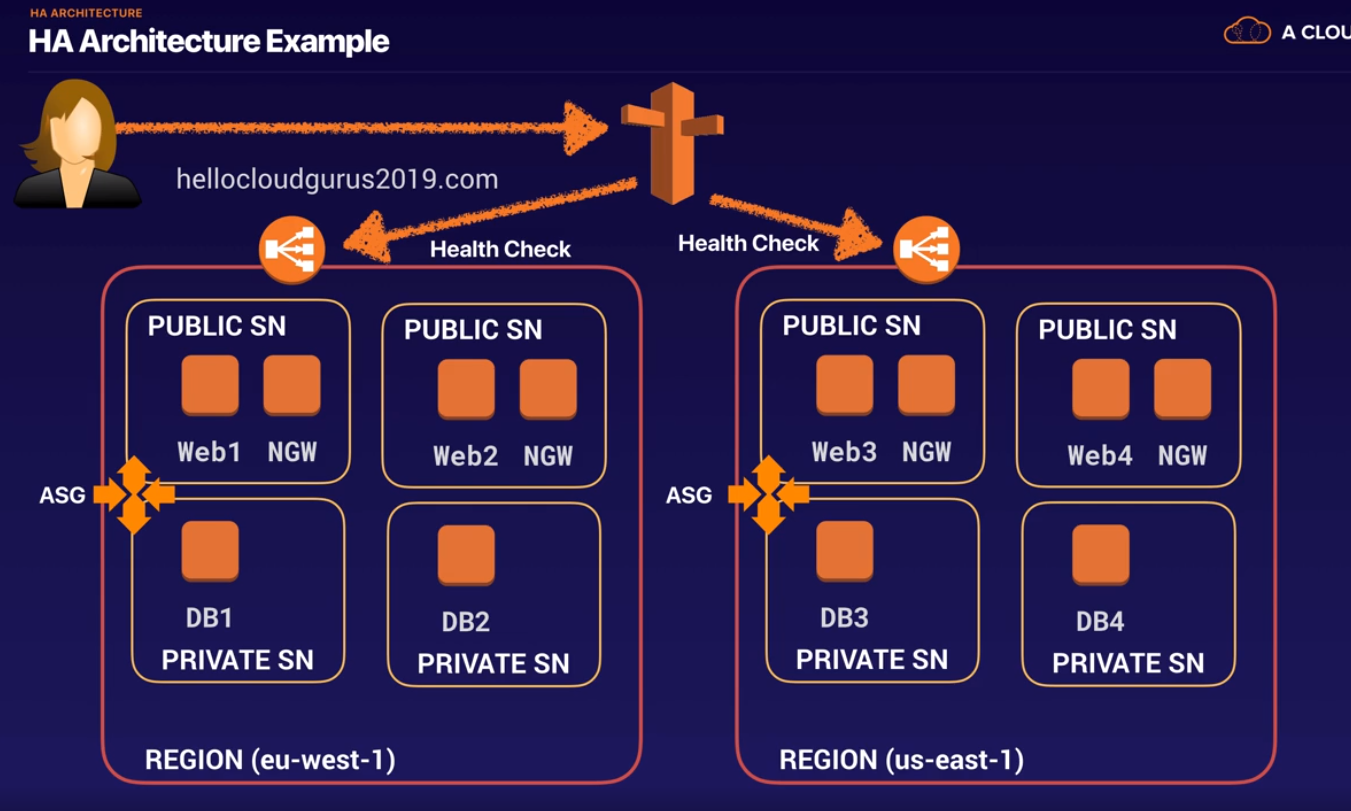 HA ARCHITECTURE
HA Architecture Example
A CLOU
hellocloudgurus2019.com
Health Check
Health Check
PUBLIC SN
Web1 NGW
PUBLIC SN
Web2 NGW
ASG
DB1
PRIVATE SN
DB2
PRIVATE SN
REGION (eu-west-1)
PUBLIC SN
Web3 NGW
PUBLIC SN
Web4 NGW
ASG
DB3
PRIVATE SN
DB4
PRIVATE SN
REGION (us-east-1)